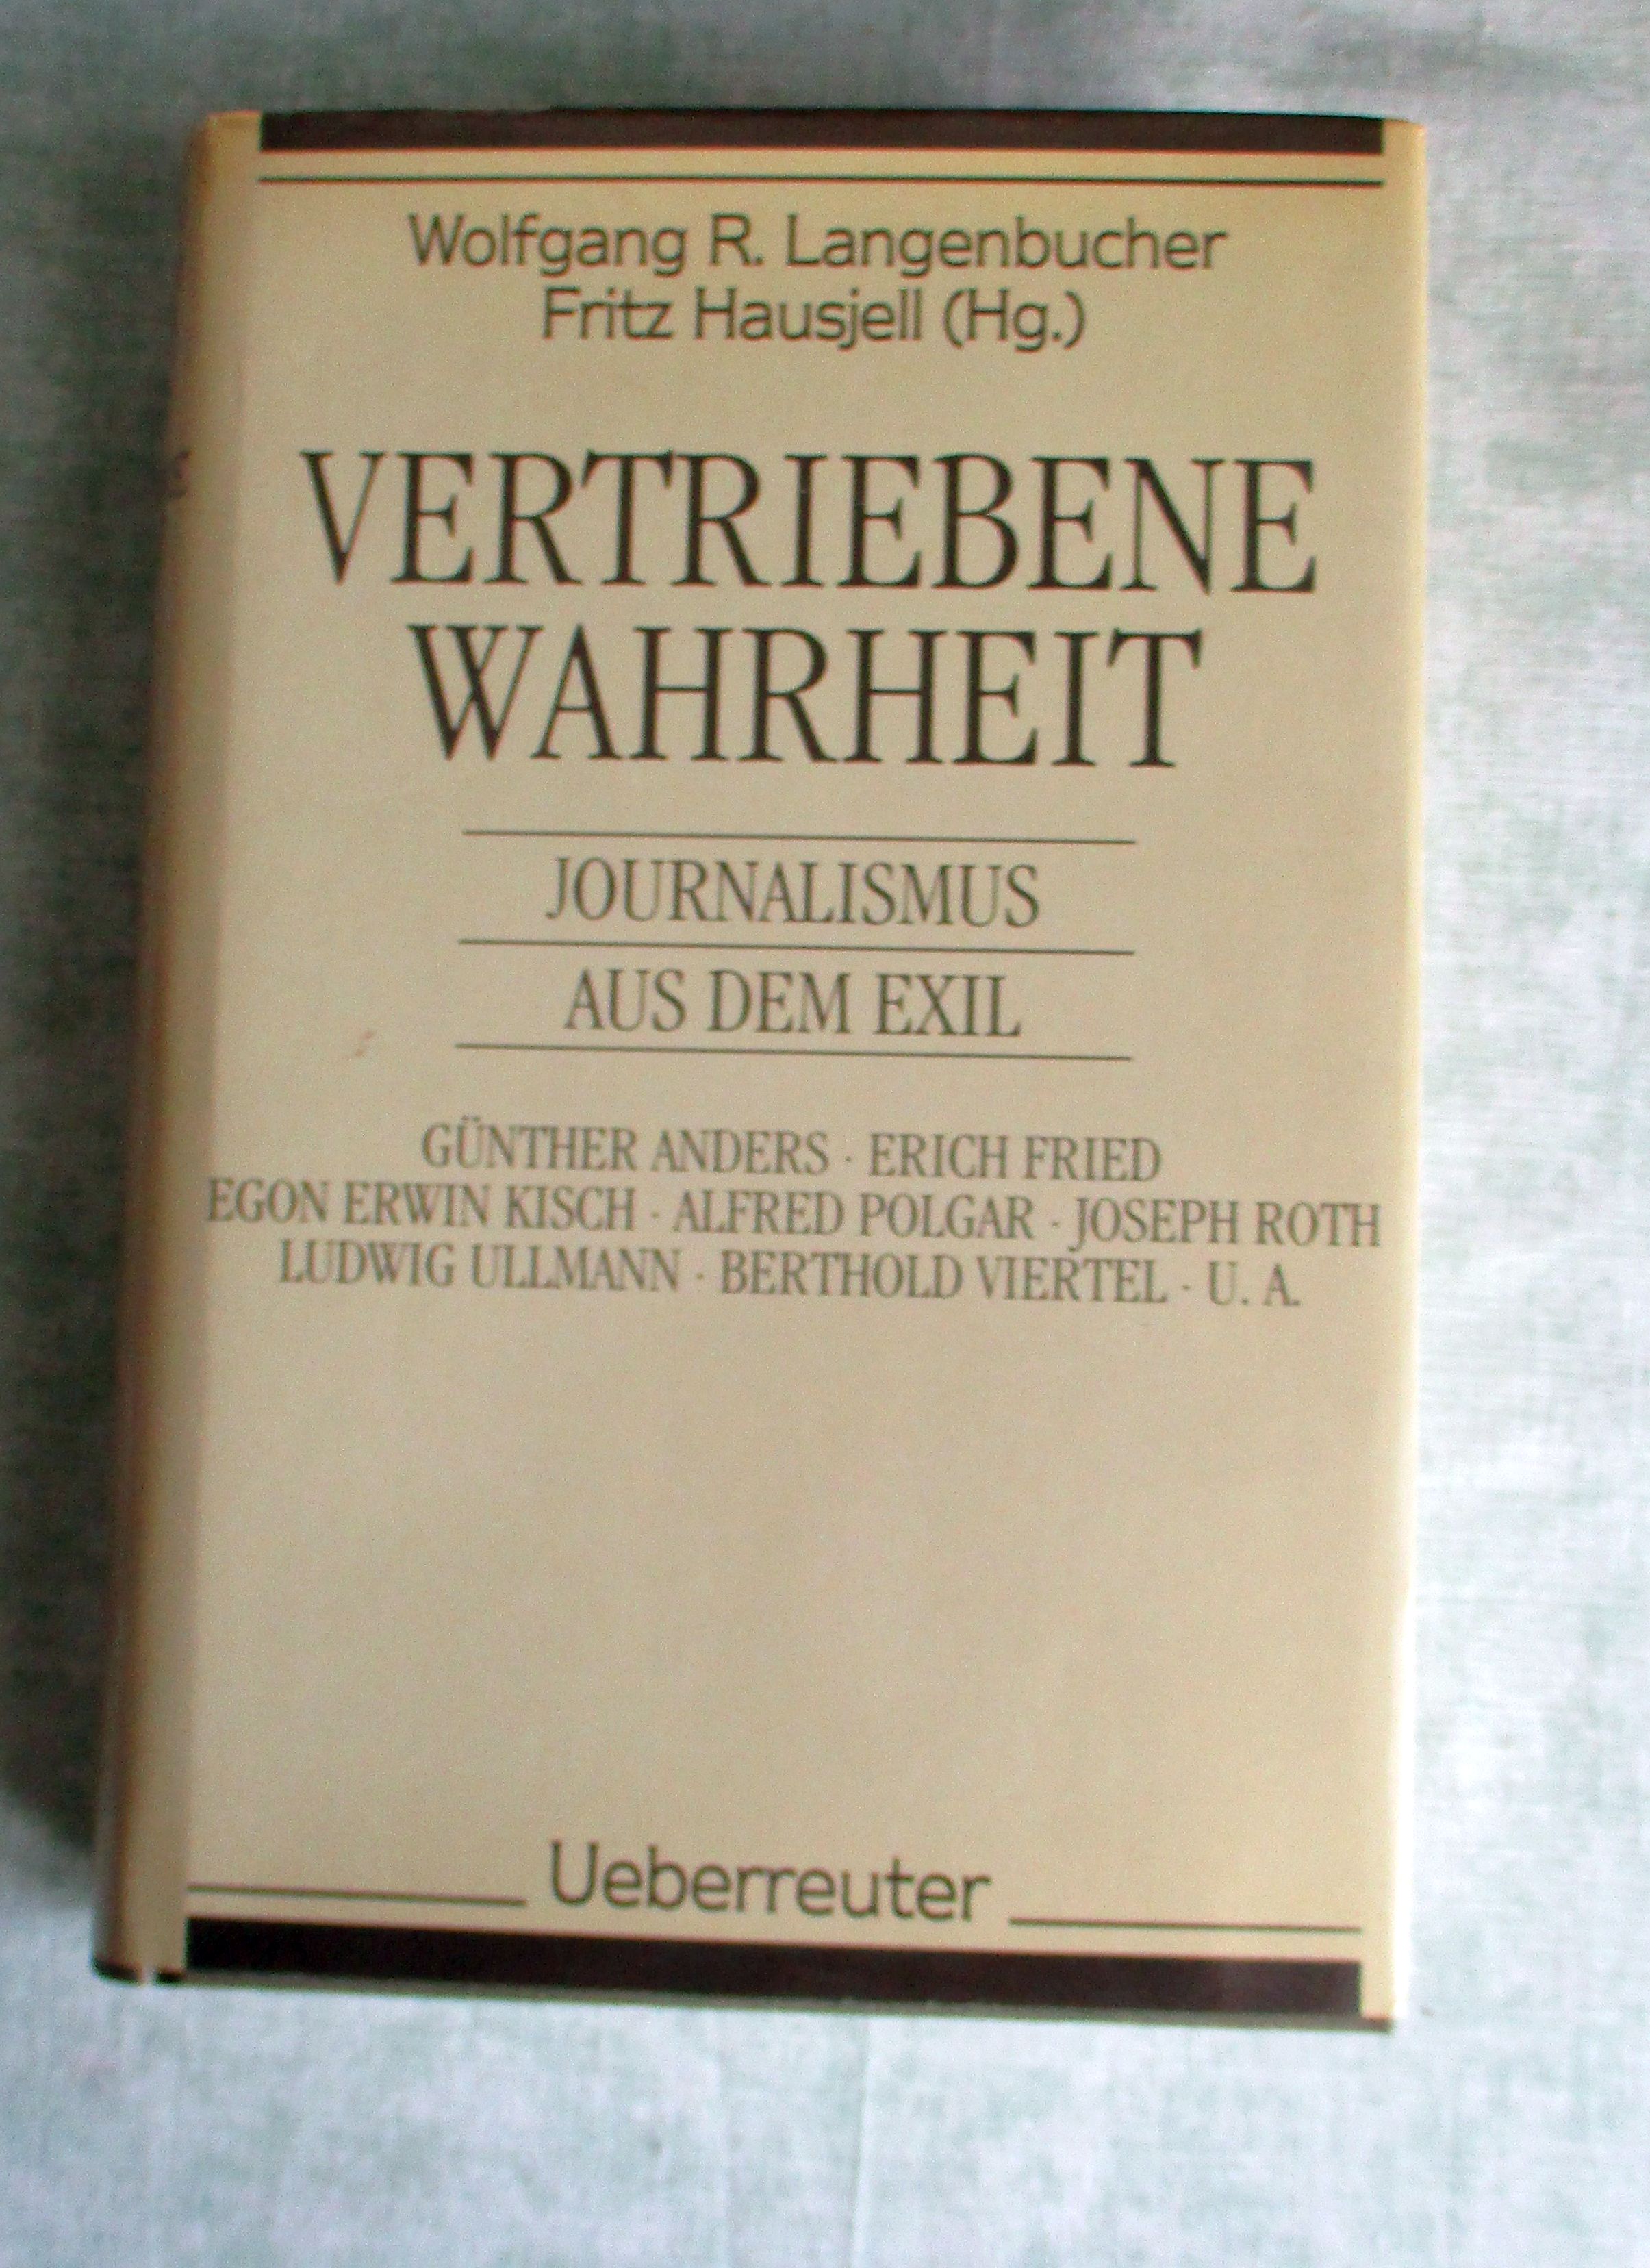 Wolfgang R. Langenbucher
Fritz Hausjell (Hg.)
VERTRIEBENE
WAHRHEIT
JOURNALISMUS
AUS DEM EXIL
GÜNTHER ANDERS · ERICH FRIED
EGON ERWIN KISCH · ALFRED POLGAR · JOSEPH ROTH
LUDWIG ULLMANN · BERTHOLD VIERTEL · U. A.
Ueberreuter